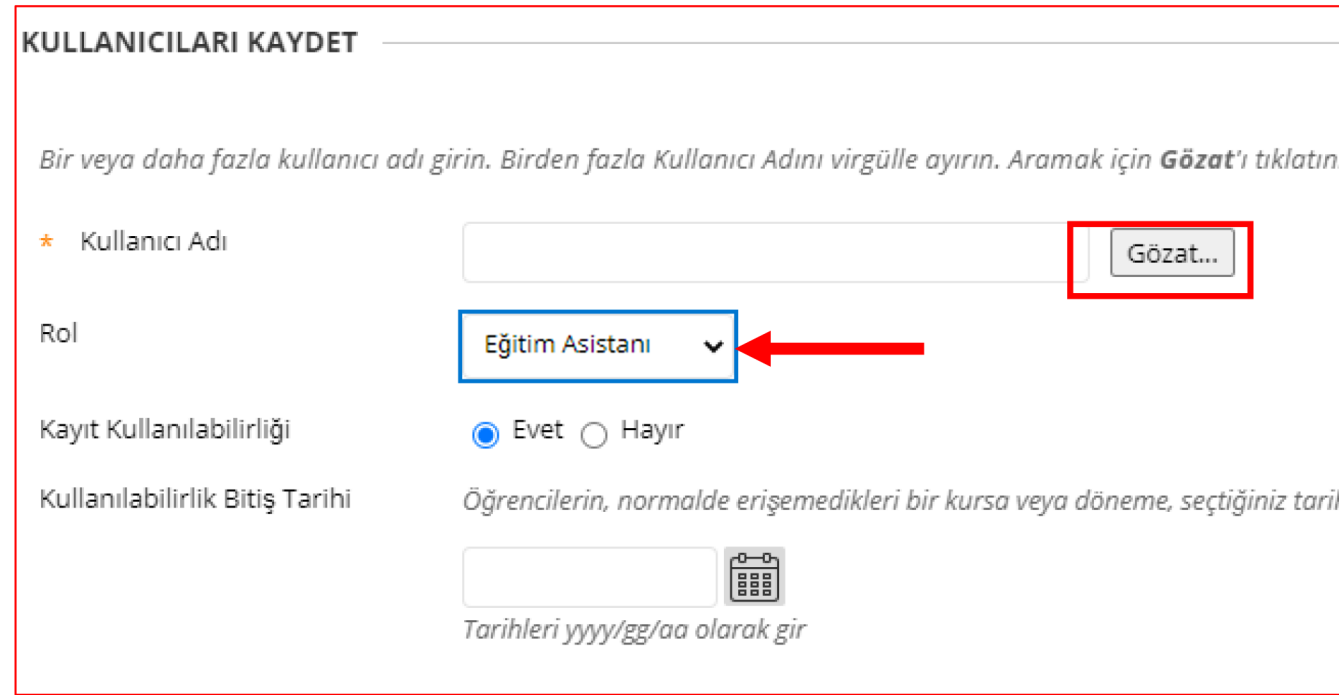 KULLANICILARI KAYDET
Bir veya daha fazla kullanıcı adı girin. Birden fazla Kullanıcı Adını virgülle ayırın. Aramak için Gözat'ı tıklatın.
* Kullanıcı Adı Gözat...
Rol Eğitim Asistanı
Kayıt Kullanılabilirliği Evet Hayır
Kullanılabilirlik Bitiş Tarihi Öğrencilerin, normalde erişemedikleri bir kursa veya döneme, seçtiğiniz
Tarihleri yyyy/gg/aa olarak gir